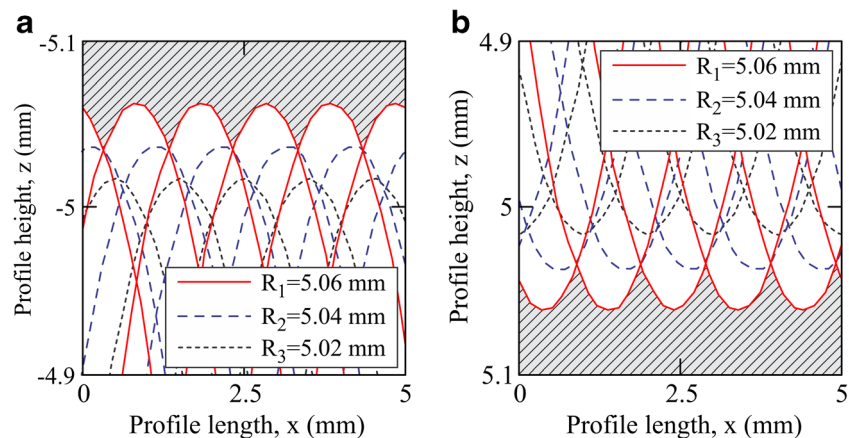 a
-5.1
-5
-4.9
0
2.5
5
Profile height, z (mm)
Profile length, x (mm)
R1=5.06 mm
R2=5.04 mm
R3=5.02 mm
b
4.9
5
5.1
0
2.5
5
Profile height, z (mm)
Profile length, x (mm)
R1=5.06 mm
R2=5.04 mm
R3=5.02 mm